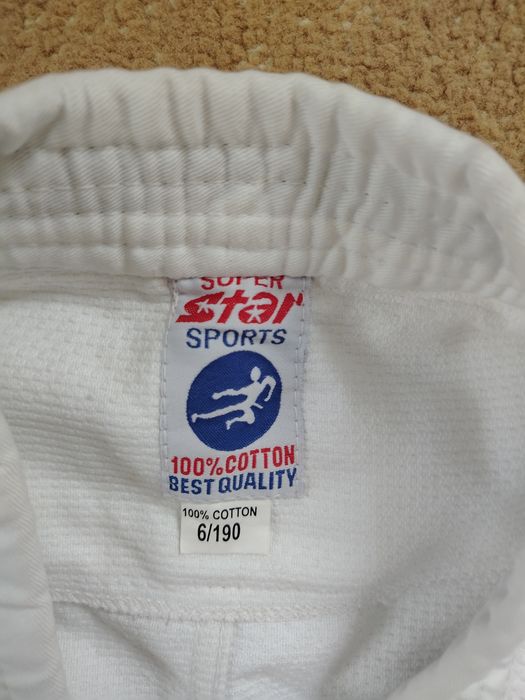 SUPER
Star
SPORTS
100% COTTON
BEST QUALITY
100% COTTON
6/190